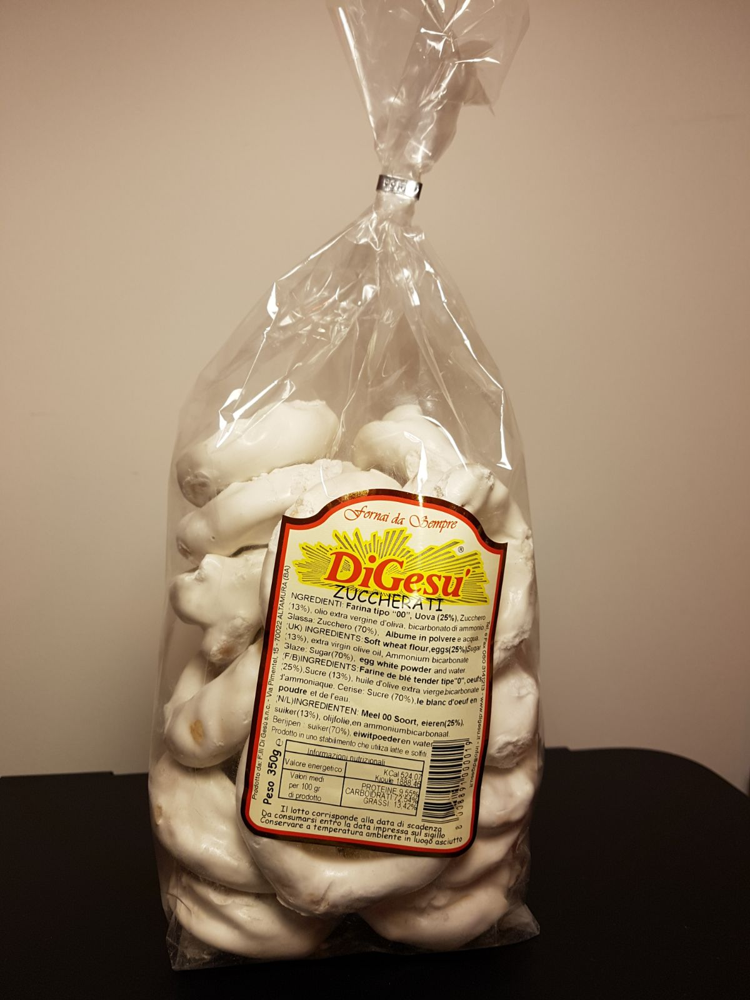 Fornai da Sempre
DiGesu' ®
ZUCCHERATI
NGREDIENTI: Farina tipo "00", Uova (25%), Zucchero
(13%), olio extra vergine d'oliva, bicarbonato di ammonio.
Glassa: Zucchero (70%), Albume in polvere e acqua.
(UK) INGREDIENTS: Soft wheat flour,eggs(25%),Sugar
(13%), extra virgin olive oil, Ammonium bicarbonate
Glaze: Sugar(70%), egg white powder and water.
(F/B)INGREDIENTS: Farine de blé tender tipe"0", oeufs
(25%),Sucre (13%), huile d'olive extra vierge,bicarbonate
d'ammoniaque. Cerise: Sucre (70%),le blanc d'oeuf en
poudre et de l'eau.
(N/L)INGREDIENTEN: Meel 00 Soort, eieren(25%),
suiker(13%), olijfolie,en ammoniumbicarbonaat.
Berijpen : suiker(70%), eiwitpoeder en water
Prodotto in uno stabilimento che utiliza latte e solfiti.
Informazioni nutrizionali
Valore energetico
KCal 524,07
Kjoule 1888,46
Valori medi
per 100 gr
di prodotto
PROTEINE 9,55%
CARBOIDRATI 72,54%
GRASSI 13,42%
Peso 350g e
Il lotto corrisponde alla data di scadenza
Da consumarsi entro la data impressa sul sigillo
Conservare a temperatura ambiente in luogo asciutto
Prodotto da: F.lli Di Gesù s.n.c. - Via Pimentel, 15 - 70022 ALTAMURA (BA)
Tel. e Fax 080 3141213 - www.digesu.it - info@digesu.it